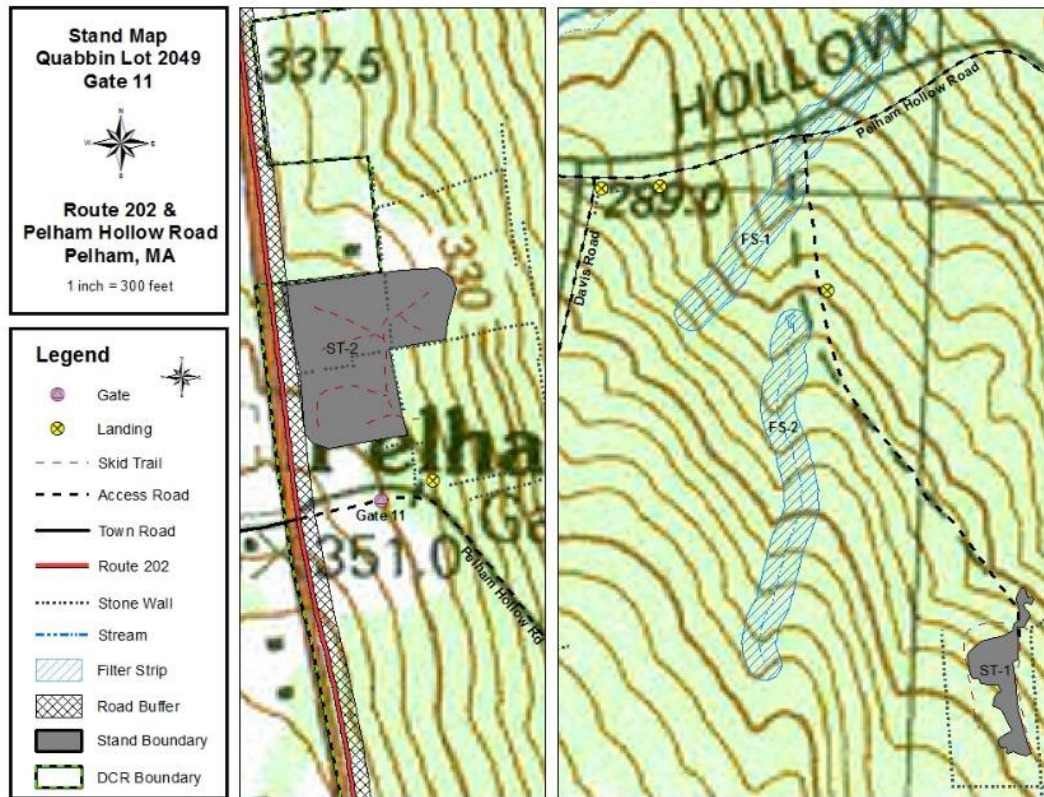 Stand Map
Quabbin Lot 2049
Gate 11
N
W E
S
Route 202 &
Pelham Hollow Road
Pelham, MA
1 inch = 300 feet
Legend
Gate
Landing
Skid Trail
Access Road
Town Road
Route 202
Stone Wall
Stream
Filter Strip
Road Buffer
Stand Boundary
DCR Boundary
337.5
330
ST-2
Pelha
Gate 11
Ga
351.0
Pelham Hollow Rd
HOLLOW
Pelham Hollow Road
289.0
Davis Road
FS-1
FS-2
ST-1